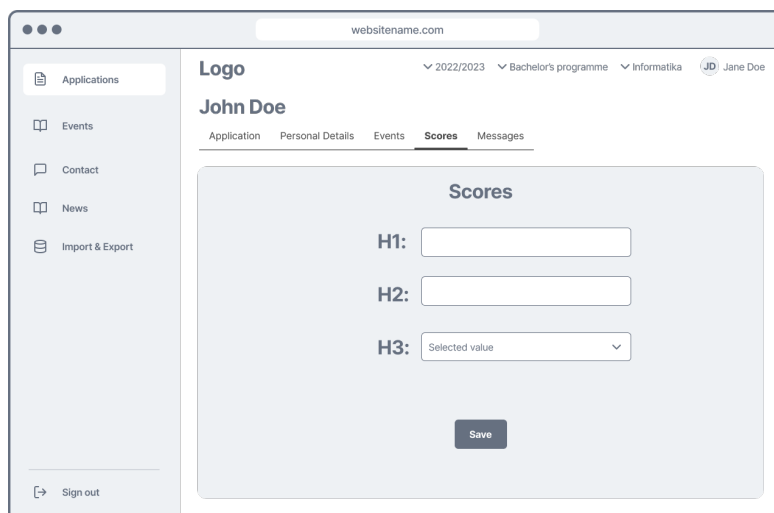 websitename.com
Applications
Events
Contact
News
Import & Export
Sign out
Logo
2022/2023 Bachelor's programme Informatika JD Jane Doe
John Doe
Application Personal Details Events Scores Messages
Scores
H1:
H2:
H3: Selected value
Save